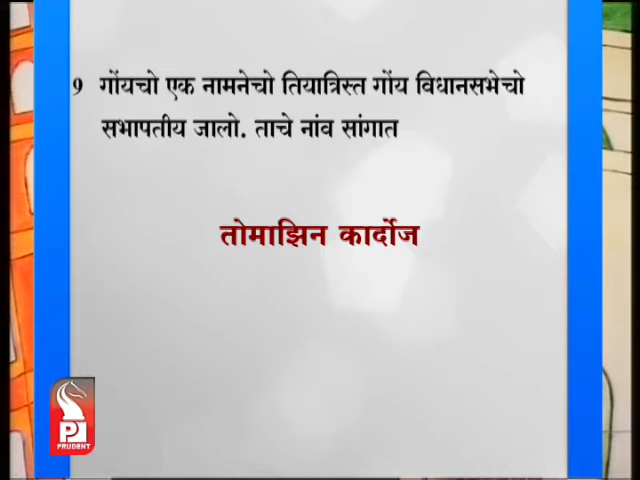 9 गोंयचो एक नामनेचो तियात्रिस्त गोंय विधानसभेचो
सभापतीय जालो. ताचे नांव सांगात
तोमाझिन कार्दोज
PRUDENT